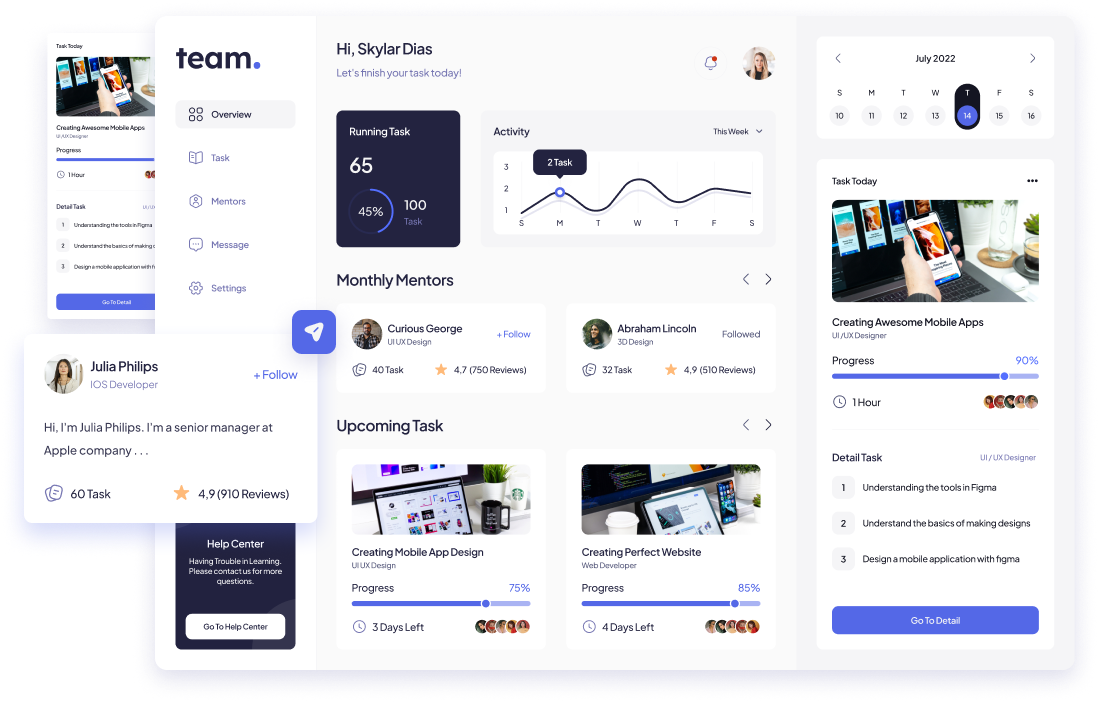 Task Today
Creating Awesome Mobile Apps
UI/UX Designer
Progress
1 Hour
Detail Task
UI/UX
1
Understanding the tools in Figma
2
Understand the basics of making
3
Design a mobile application with
Go To Detail
team.
Overview
Task
Mentors
Message
Settings
Julia Philips
IOS Developer
+ Follow
Hi, I'm Julia Philips. I'm a senior manager at
Apple company . . .
60 Task
4,9 (910 Reviews)
Help Center
Having Trouble in Learning.
Please contact us for more
questions.
Go To Help Center
Hi, Skylar Dias
Let's finish your task today!
Running Task
65
45%
100
Task
Activity
This Week
2 Task
3
2
1
S M T W T F S
Monthly Mentors
Curious George
UI UX Design
+ Follow
40 Task
4,7 (750 Reviews)
Abraham Lincoln
3D Design
Followed
32 Task
4,9 (510 Reviews)
Upcoming Task
Creating Mobile App Design
UI UX Design
Progress
75%
3 Days Left
Creating Perfect Website
Web Developer
Progress
85%
4 Days Left
July 2022
S M T W T F S
10 11 12 13 14 15 16
Task Today
Creating Awesome Mobile Apps
UI /UX Designer
Progress
90%
1 Hour
Detail Task
UI / UX Designer
1
Understanding the tools in Figma
2
Understand the basics of making designs
3
Design a mobile application with figma
Go To Detail